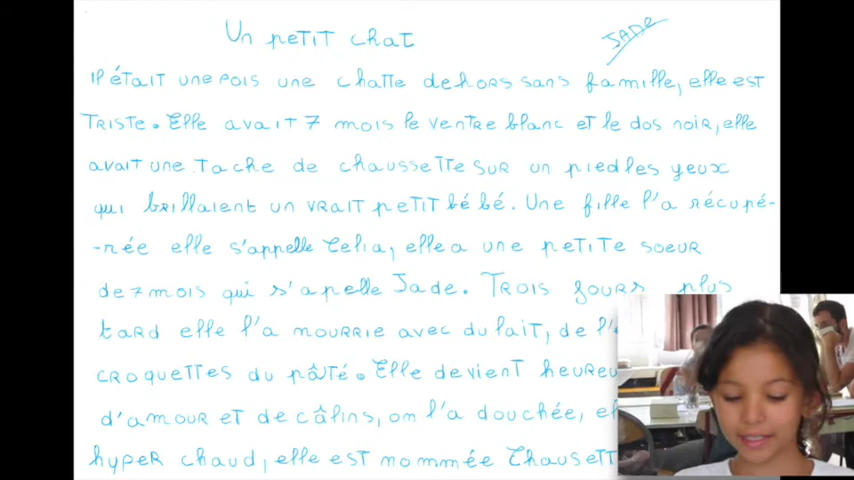 Un petit chat
JADE
Il était une fois une chatte dehors sans famille, elle est
triste. Elle avait 7 mois le ventre blanc et le dos noir, elle
avait une tache de chaussette sur un pied les yeux
qui brillaient un vrait petit bé bé. Une fille l'a récupé-
-rée elle s'appelle Celia, elle a une petite soeur
de 7 mois qui s'apelle Jade. Trois jours plus
tard elle l'a nourrie avec du lait, de
croquettes du pâté. Elle devient
d'amour et de câlins, on l'a douchée,
hyper chaud, elle est nommée